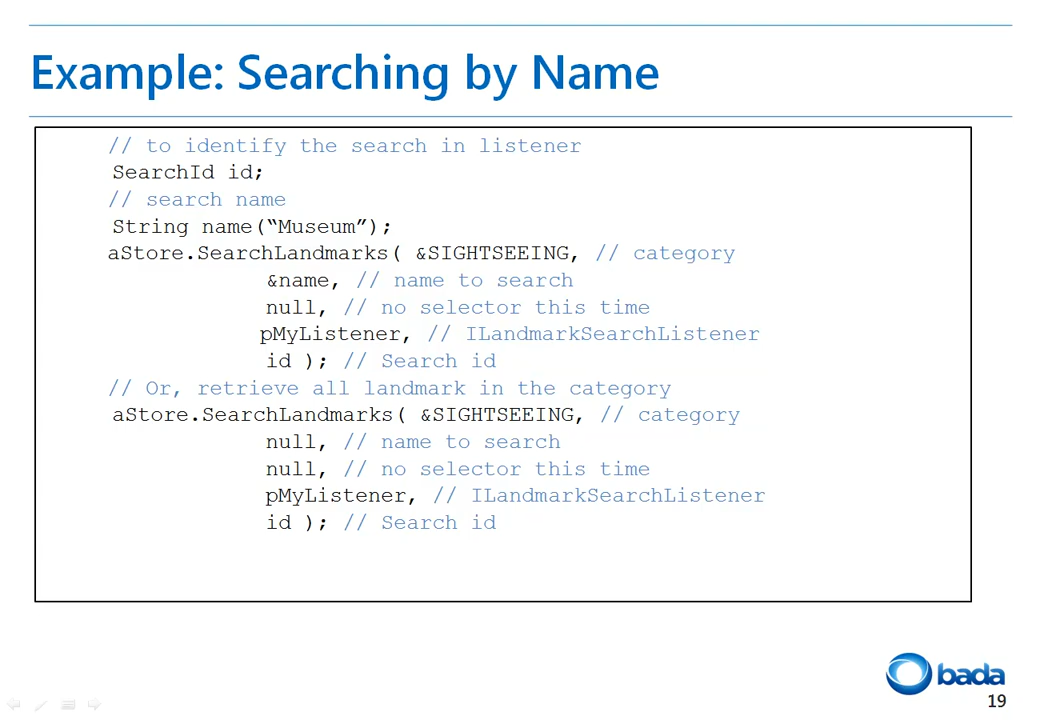 Example: Searching by Name
// to identify the search in listener
SearchId id;
// search name
String name(“Museum”);
aStore.SearchLandmarks( &SIGHTSEEING, // category
&name, // name to search
null, // no selector this time
pMyListener, // ILandmarkSearchListener
id ); // Search id
// Or, retrieve all landmark in the category
aStore.SearchLandmarks( &SIGHTSEEING, // category
null, // name to search
null, // no selector this time
pMyListener, // ILandmarkSearchListener
id ); // Search id
bada
19